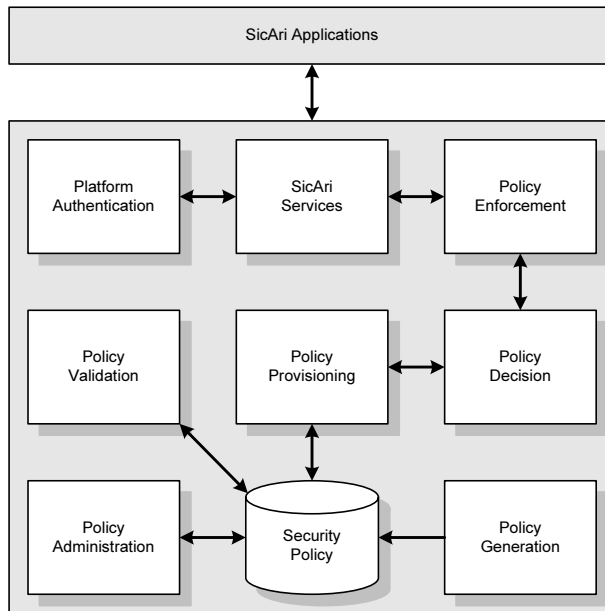 SicAri Applications
Platform
Authentication
SicAri
Services
Policy
Enforcement
Policy
Validation
Policy
Provisioning
Policy
Decision
Policy
Administration
Security
Policy
Policy
Generation